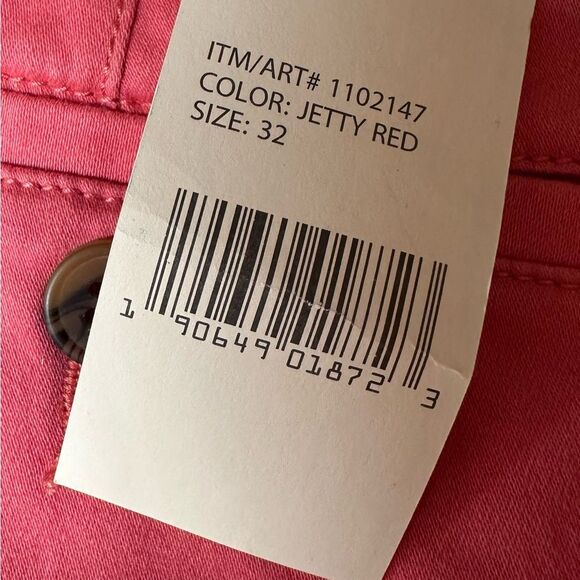 ITM/ART# 1102147
COLOR: JETTY RED
SIZE: 32
1 90649 01872 3